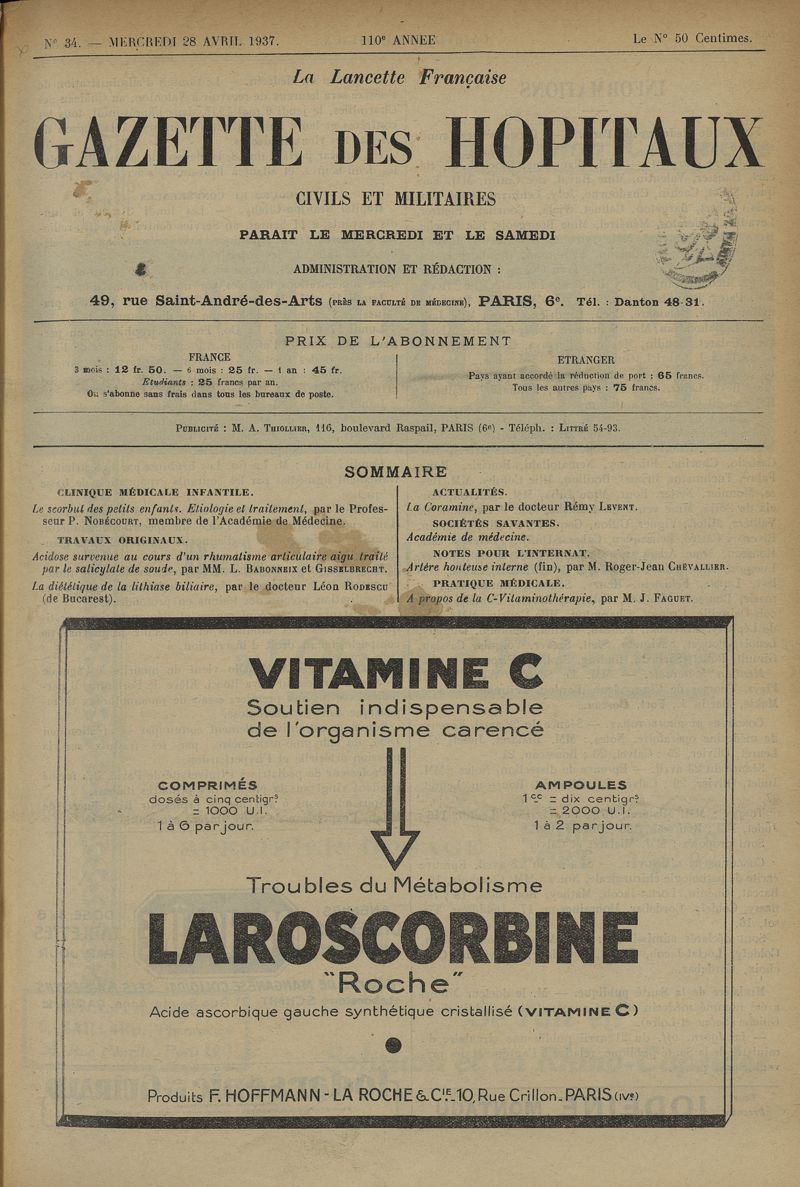 N° 34. — MERCREDI 28 AVRIL 1937.
110e ANNEE
Le N° 50 Centimes.
La Lancette Française
GAZETTE DES HOPITAUX
CIVILS ET MILITAIRES
PARAIT LE MERCREDI ET LE SAMEDI
ADMINISTRATION ET RÉDACTION :
49, rue Saint-André-des-Arts (PRÈS LA FACULTÉ DE MÉDECINE), PARIS, 6e. Tél. : Danton 48-31.
PRIX DE L'ABONNEMENT
FRANCE
3 mois : 12 fr. 50. — 6 mois : 25 fr. — 1 an : 45 fr.
Etudiants : 25 francs par an.
On s'abonne sans frais dans tous les bureaux de poste.
ETRANGER
Pays ayant accordé la réduction de port : 65 francs.
Tous les autres pays : 75 francs.
PUBLICITÉ : M. A. THIOLLIER, 116, boulevard Raspail, PARIS (6e) - Téléph. : LITTRÉ 54-93.
SOMMAIRE
CLINIQUE MÉDICALE INFANTILE.
Le scorbut des petits enfants. Etiologie et traitement, par le Profes-
seur P. NOBÉCOURT, membre de l'Académie de Médecine.
TRAVAUX ORIGINAUX.
Acidose survenue au cours d'un rhumatisme articulaire aigu traité
par le salicylate de soude, par MM. L. BABONNEIX et GISSELBRECHT.
La diététique de la lithiase biliaire, par le docteur Léon RODESCU
(de Bucarest).
ACTUALITÉS.
La Coramine, par le docteur Rémy LEVENT.
SOCIÉTÉS SAVANTES.
Académie de médecine.
NOTES POUR L'INTERNAT.
Artère honteuse interne (fin), par M. Roger-Jean CHEVALLIER.
PRATIQUE MÉDICALE.
A propos de la C-Vitaminothérapie, par M. J. FAGUET.
VITAMINE C
Soutien indispensable
de l'organisme carencé
COMPRIMÉS
dosés à cinq centigrs
= 1000 U.I.
1 à 6 par jour.
AMPOULES
1 cc = dix centigrs
= 2000 U.I.
1 à 2 par jour.
Troubles du Métabolisme
LAROSCORBINE
"Roche"
Acide ascorbique gauche synthétique cristallisé (VITAMINE C)
Produits F. HOFFMANN-LA ROCHE & Cie_10, Rue Crillon_PARIS (IVe)